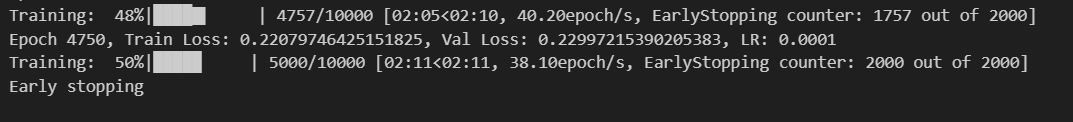 Training:  48%|█████     | 4757/10000 [02:05<02:10, 40.20epoch/s, EarlyStopping counter: 1757 out of 2000]
Epoch 4750, Train Loss: 0.22079746425151825, Val Loss: 0.22997215390205383, LR: 0.0001
Training:  50%|█████     | 5000/10000 [02:11<02:11, 38.10epoch/s, EarlyStopping counter: 2000 out of 2000]
Early stopping